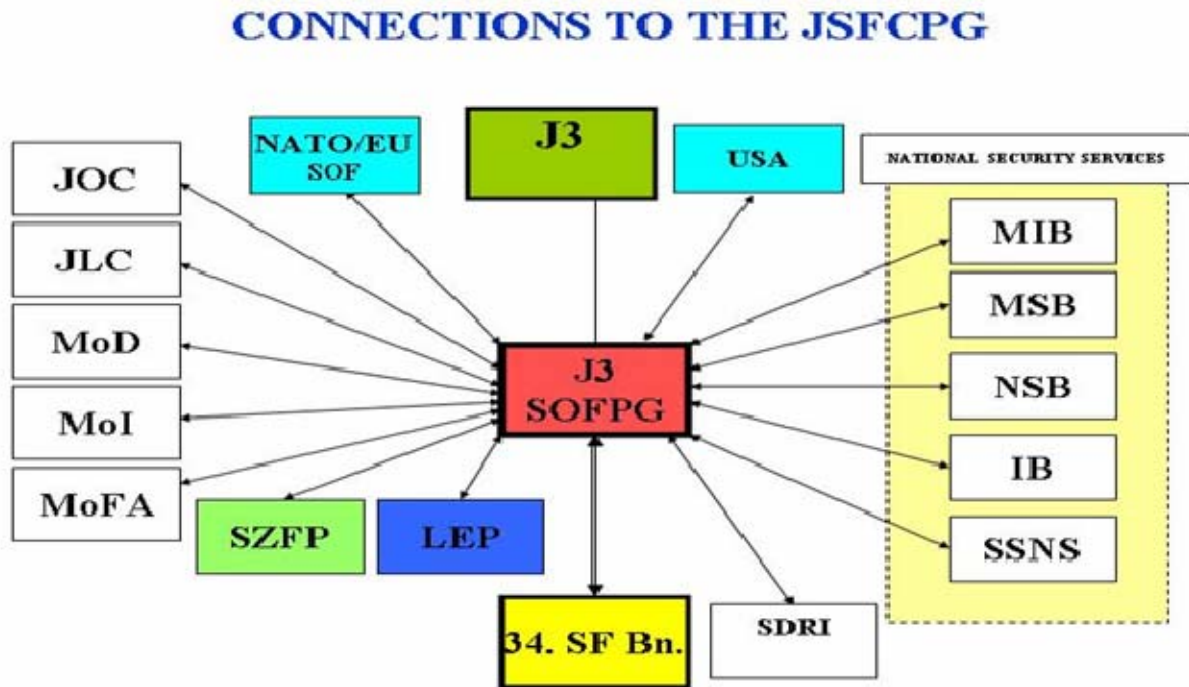 CONNECTIONS TO THE JSFCPG
NATO/EU
SOF
J3
USA
NATIONAL SECURITY SERVICES
JOC
JLC
MoD
MoI
MoFA
J3
SOFPG
MIB
MSB
NSB
IB
SSNS
SZFP
LEP
34. SF Bn.
SDRI